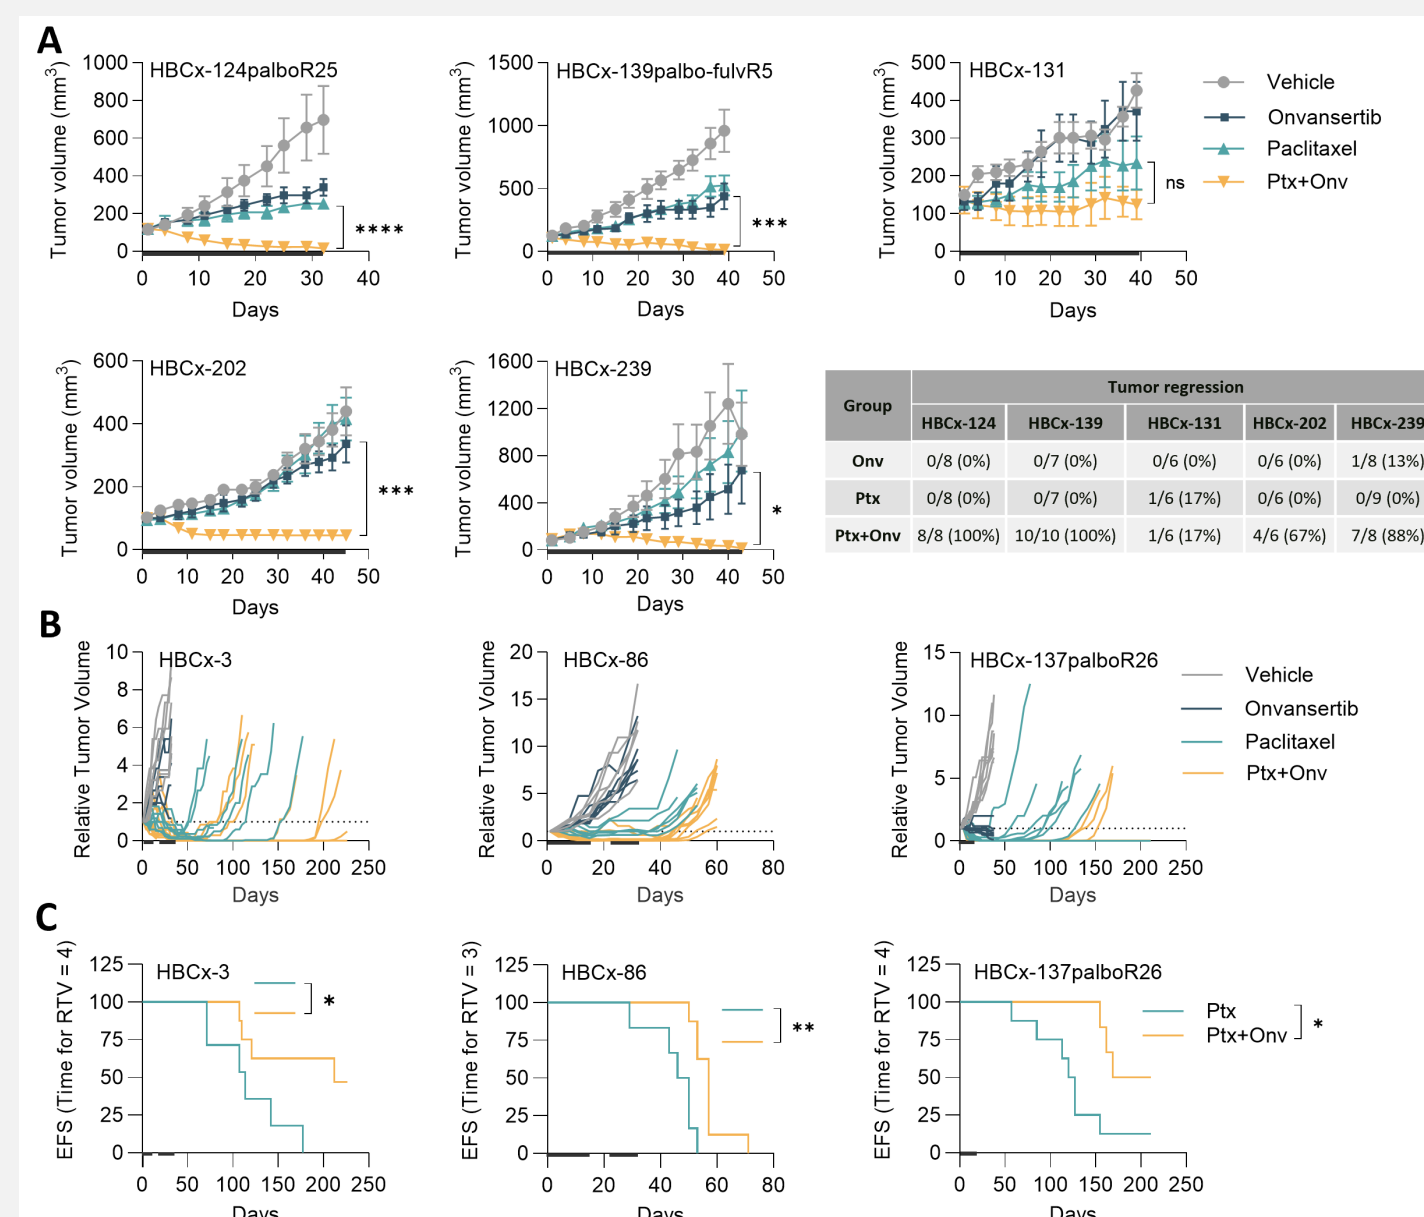 A
HBCx-124palboR25
Tumor volume (mm³)
1000
800
600
400
200
0
****
0 10 20 30 40
Days
HBCx-139palbo-fulvR5
Tumor volume (mm³)
1500
1000
500
0
***
0 10 20 30 40 50
Days
HBCx-131
Tumor volume (mm³)
500
400
300
200
100
0
ns
0 10 20 30 40 50
Days
Vehicle
Onvansertib
Paclitaxel
Ptx+Onv
HBCx-202
Tumor volume (mm³)
600
400
200
0
***
0 10 20 30 40 50
Days
HBCx-239
Tumor volume (mm³)
1600
1200
800
400
0
*
0 10 20 30 40 50
Days
Group Tumor regression
HBCx-124 HBCx-139 HBCx-131 HBCx-202 HBCx-239
Onv 0/8 (0%) 0/7 (0%) 0/6 (0%) 0/6 (0%) 1/8 (13%)
Ptx 0/8 (0%) 0/7 (0%) 1/6 (17%) 0/6 (0%) 0/9 (0%)
Ptx+Onv 8/8 (100%) 10/10 (100%) 1/6 (17%) 4/6 (67%) 7/8 (88%)
B
HBCx-3
Relative Tumor Volume
10
8
6
4
2
0
0 50 100 150 200 250
Days
HBCx-86
Relative Tumor Volume
20
15
10
5
0
0 20 40 60 80
Days
HBCx-137palboR26
Relative Tumor Volume
15
10
5
0
0 50 100 150 200 250
Days
Vehicle
Onvansertib
Paclitaxel
Ptx+Onv
C
HBCx-3
EFS (Time for RTV = 4)
125
100
75
50
25
0
*
0 50 100 150 200 250
Days
HBCx-86
EFS (Time for RTV = 3)
125
100
75
50
25
0
**
0 20 40 60 80
Days
HBCx-137palboR26
EFS (Time for RTV = 4)
125
100
75
50
25
0
Ptx
Ptx+Onv
*
0 50 100 150 200 250
Days